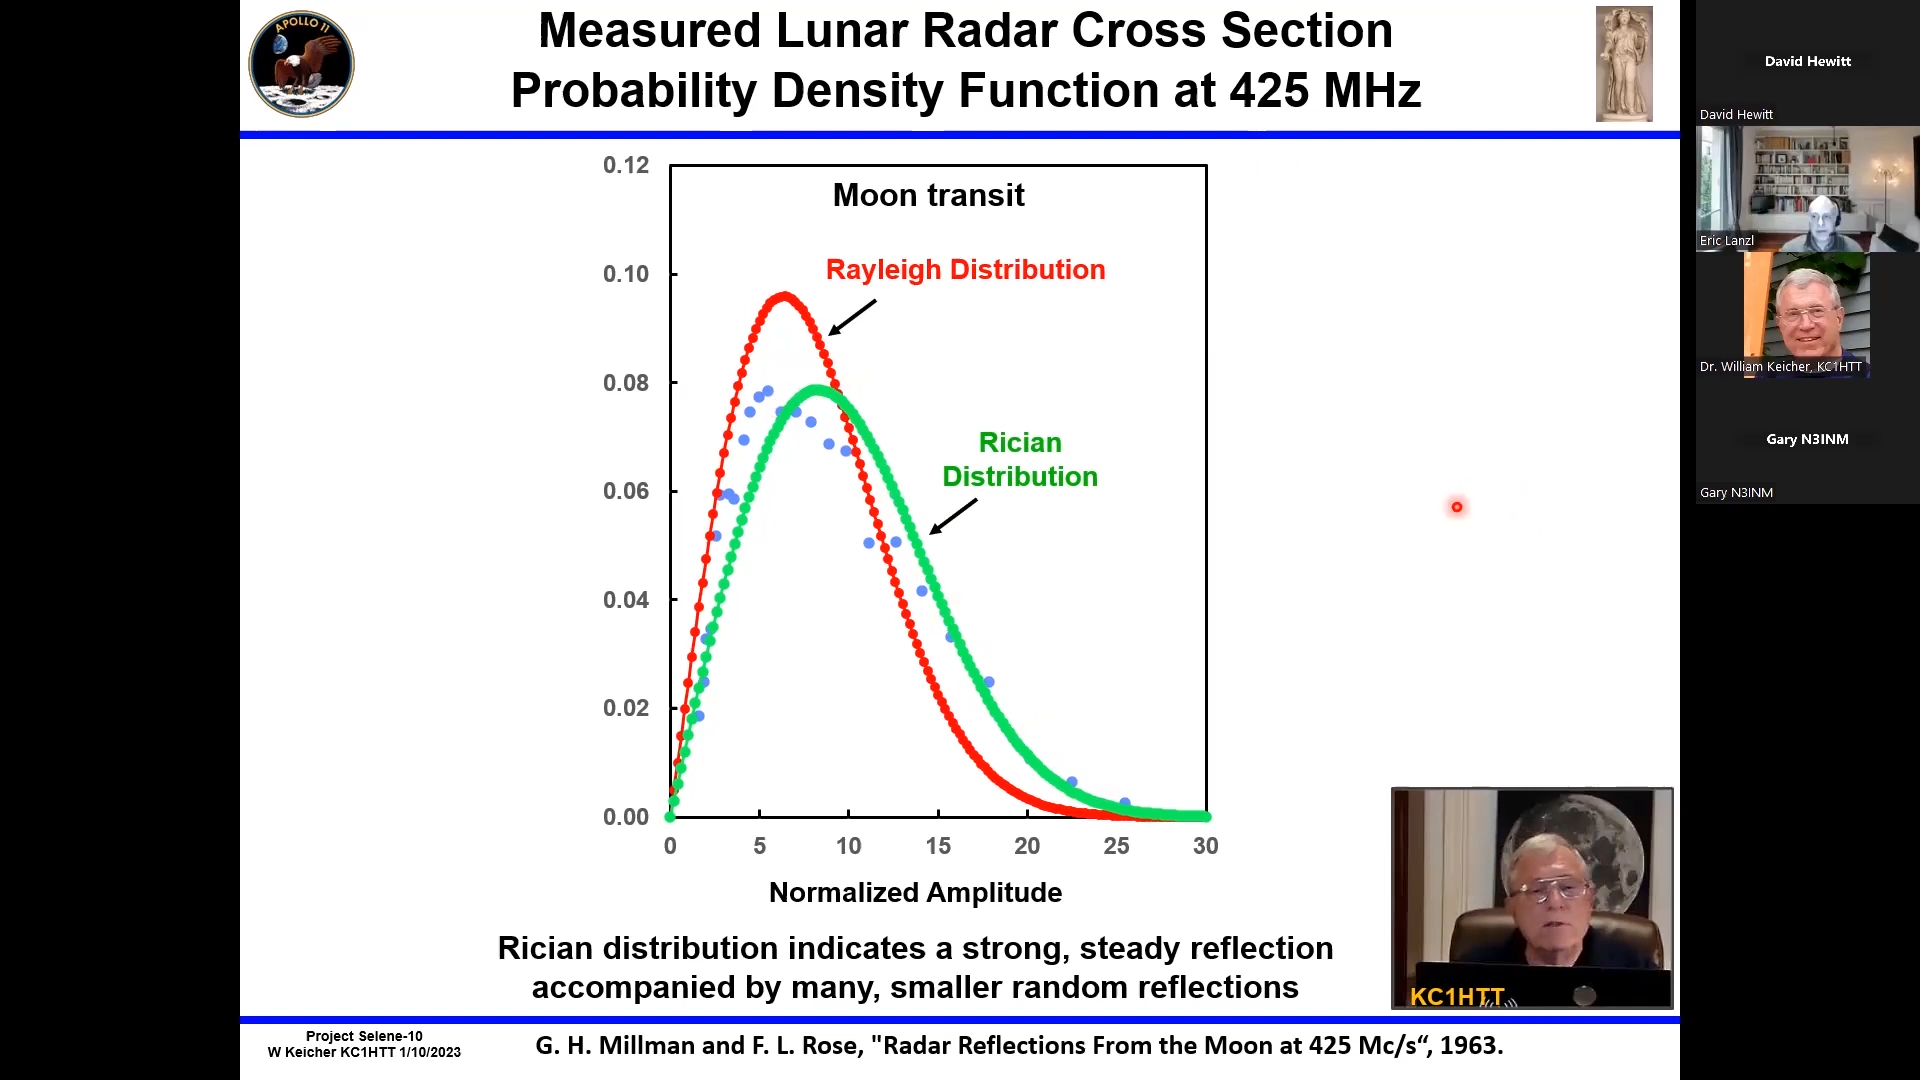 APOLLO 11
Measured Lunar Radar Cross Section
Probability Density Function at 425 MHz
0.12
0.10
0.08
0.06
0.04
0.02
0.00
0
5
10
15
20
25
30
Moon transit
Rayleigh Distribution
Rician
Distribution
Normalized Amplitude
Rician distribution indicates a strong, steady reflection
accompanied by many, smaller random reflections
KC1HTT
Project Selene-10
W Keicher KC1HTT 1/10/2023
G. H. Millman and F. L. Rose, "Radar Reflections From the Moon at 425 Mc/s“, 1963.
David Hewitt
David Hewitt
Eric Lanzl
Dr. William Keicher, KC1HTT
Gary N3INM
Gary N3INM